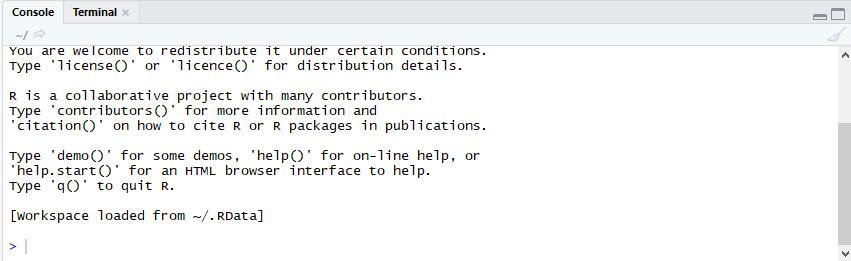 Console Terminal ×
~/
You are welcome to redistribute it under certain conditions.
Type 'license()' or 'licence()' for distribution details.
R is a collaborative project with many contributors.
Type 'contributors()' for more information and
'citation()' on how to cite R or R packages in publications.
Type 'demo()' for some demos, 'help()' for on-line help, or
'help.start()' for an HTML browser interface to help.
Type 'q()' to quit R.
[Workspace loaded from ~/.RData]
>